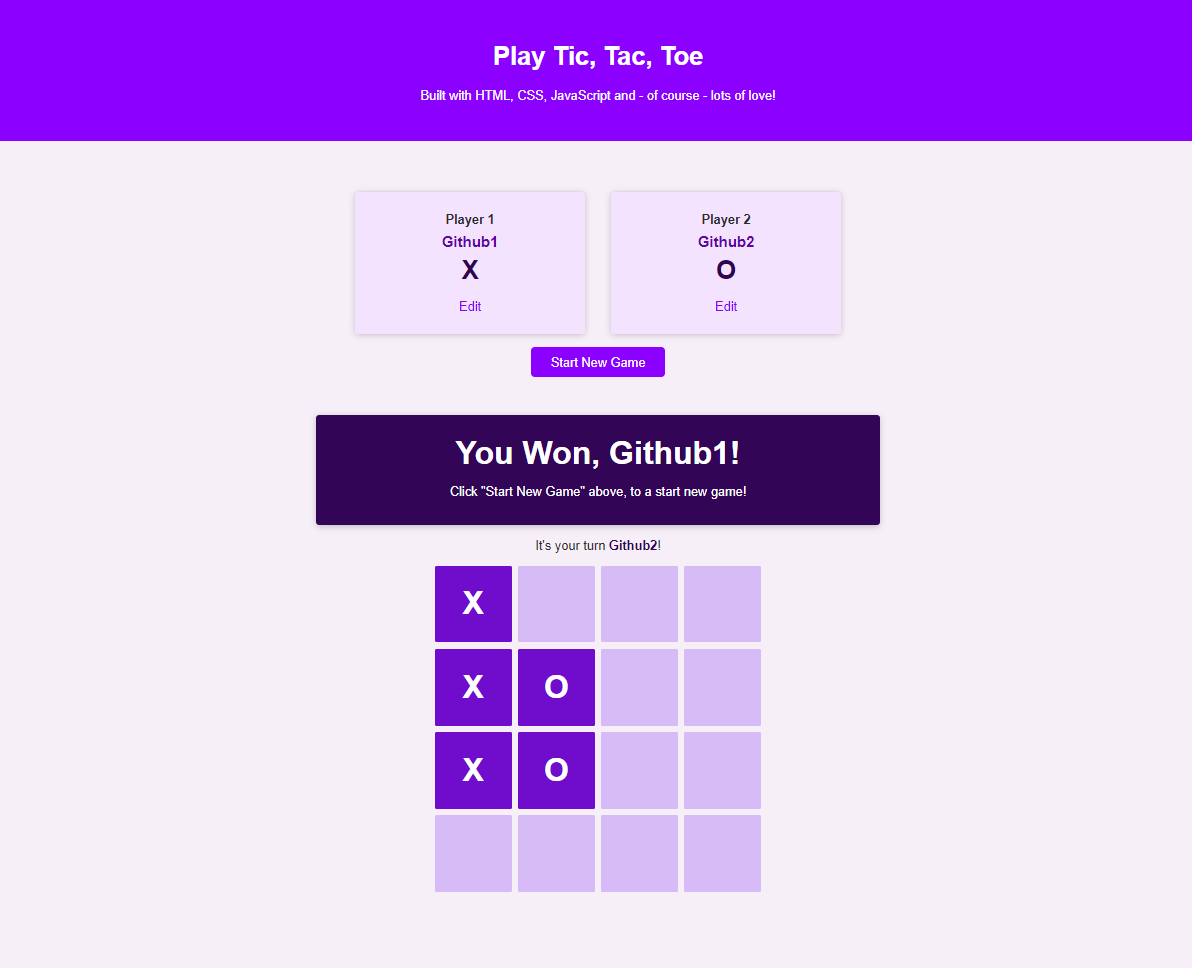 Play Tic, Tac, Toe
Built with HTML, CSS, JavaScript and - of course - lots of love!
Player 1
Github1
X
Edit
Player 2
Github2
O
Edit
Start New Game
You Won, Github1!
Click "Start New Game" above, to a start new game!
It's your turn Github2!
X
X O
X O